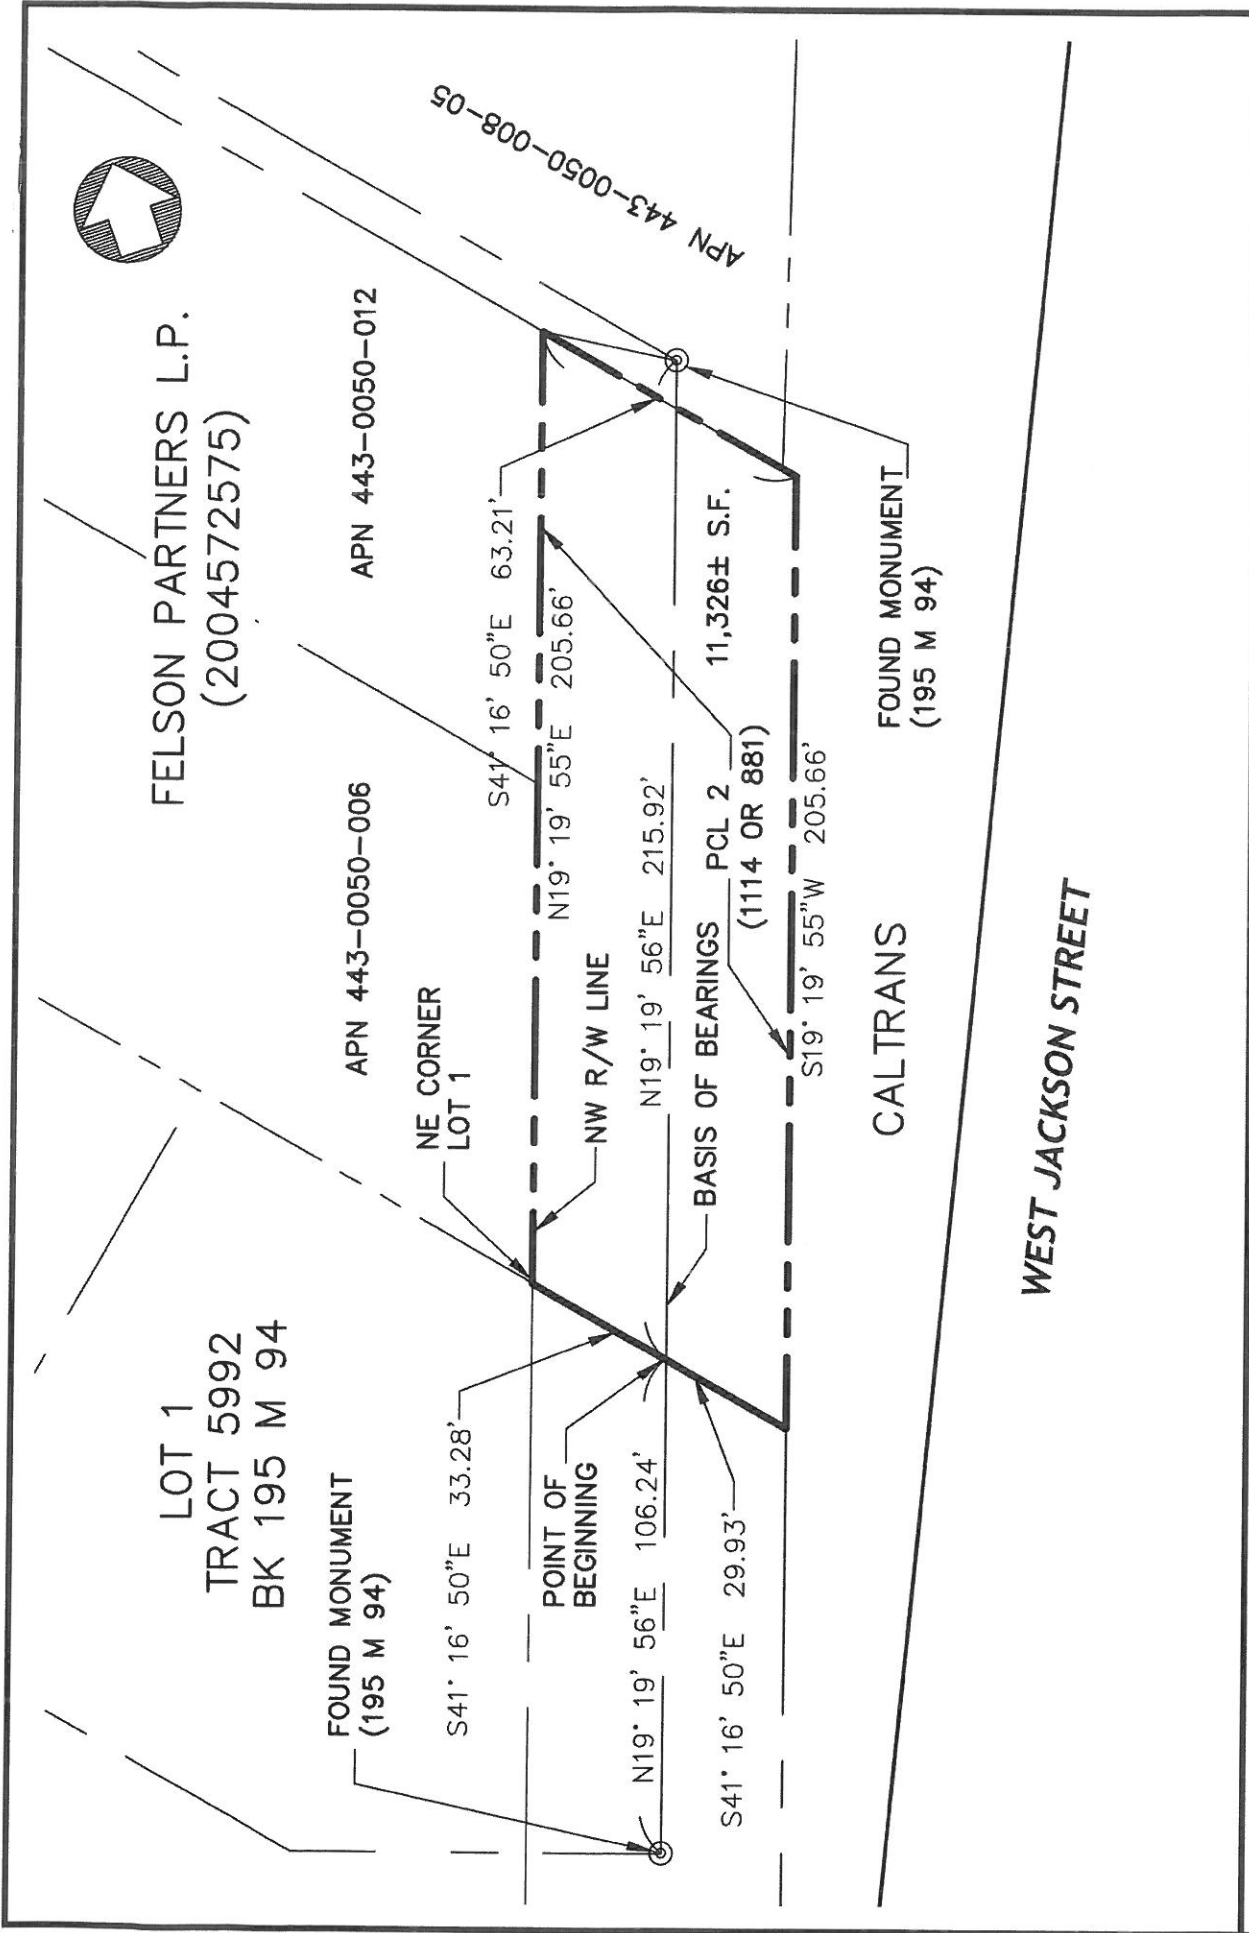 LOT 1
TRACT 5992
BK 195 M 94
FELSON PARTNERS L.P.
(2004572575)
FOUND MONUMENT
(195 M 94)
APN 443-0050-006
APN 443-0050-012
APN 443-0050-008-05
NE CORNER
LOT 1
S41° 16' 50"E 33.28'
S41° 16' 50"E 63.21'
N19° 19' 55"E 205.66'
NW R/W LINE
POINT OF
BEGINNING
N19° 19' 56"E 106.24'
N19° 19' 56"E 215.92'
BASIS OF BEARINGS
PCL 2
(1114 OR 881)
11,326± S.F.
S41° 16' 50"E 29.93'
S19° 19' 55"W 205.66'
FOUND MONUMENT
(195 M 94)
CALTRANS
WEST JACKSON STREET